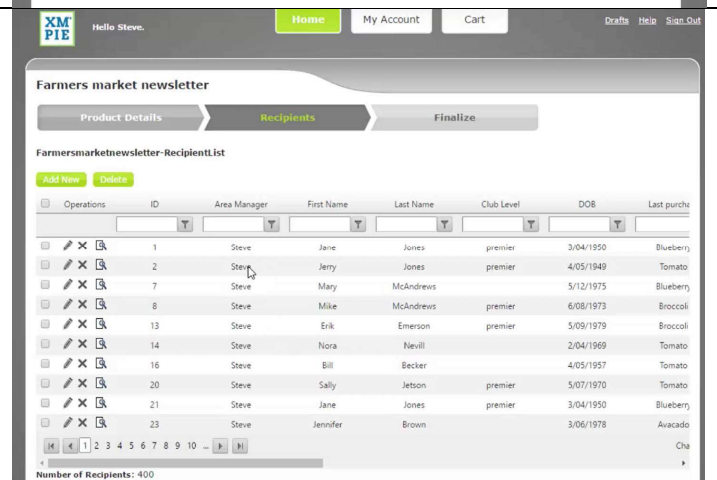 XM
PIE
Hello Steve.
Home
My Account
Cart
Drafts Help Sign Out
Farmers market newsletter
Product Details
Recipients
Finalize
Farmersmarketnewsletter-RecipientList
Add New Delete
Operations ID Area Manager First Name Last Name Club Level DOB Last purcha
1 Steve Jane Jones premier 3/04/1950 Blueberry
2 Steve Jerry Jones premier 4/05/1949 Tomato
7 Steve Mary McAndrews 5/12/1975 Blueberry
8 Steve Mike McAndrews premier 6/08/1973 Broccoli
13 Steve Erik Emerson premier 5/09/1979 Broccoli
14 Steve Nora Nevill 2/04/1969 Tomato
16 Steve Bill Becker 4/05/1957 Tomato
20 Steve Sally Jetson premier 5/07/1970 Tomato
21 Steve Jane Jones premier 3/04/1950 Blueberry
23 Steve Jennifer Brown 3/06/1978 Avacado
1 2 3 4 5 6 7 8 9 10 ... Cha
Number of Recipients: 400